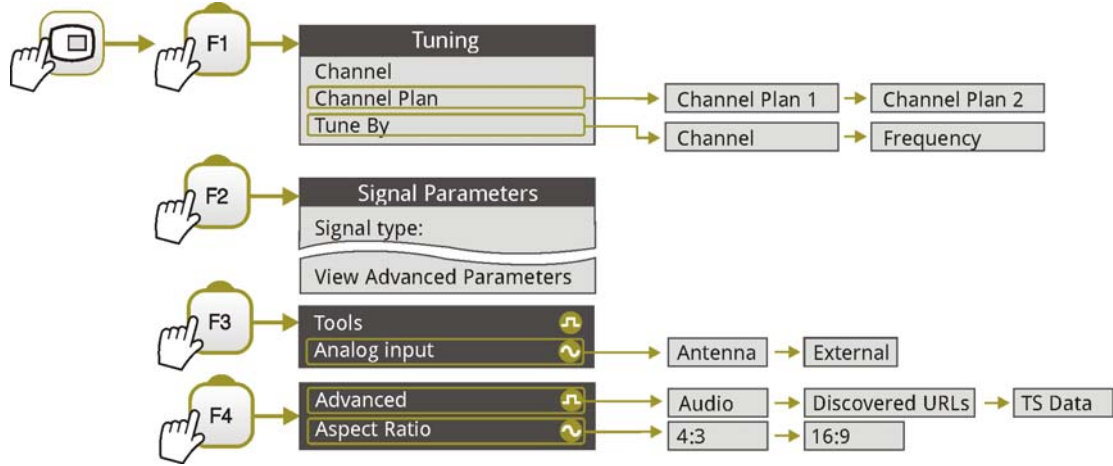 F1
Tuning
Channel
Channel Plan
Channel Plan 1
Channel Plan 2
Tune By
Channel
Frequency
F2
Signal Parameters
Signal type:
View Advanced Parameters
F3
Tools
Analog input
Antenna
External
F4
Advanced
Audio
Discovered URLs
TS Data
Aspect Ratio
4:3
16:9